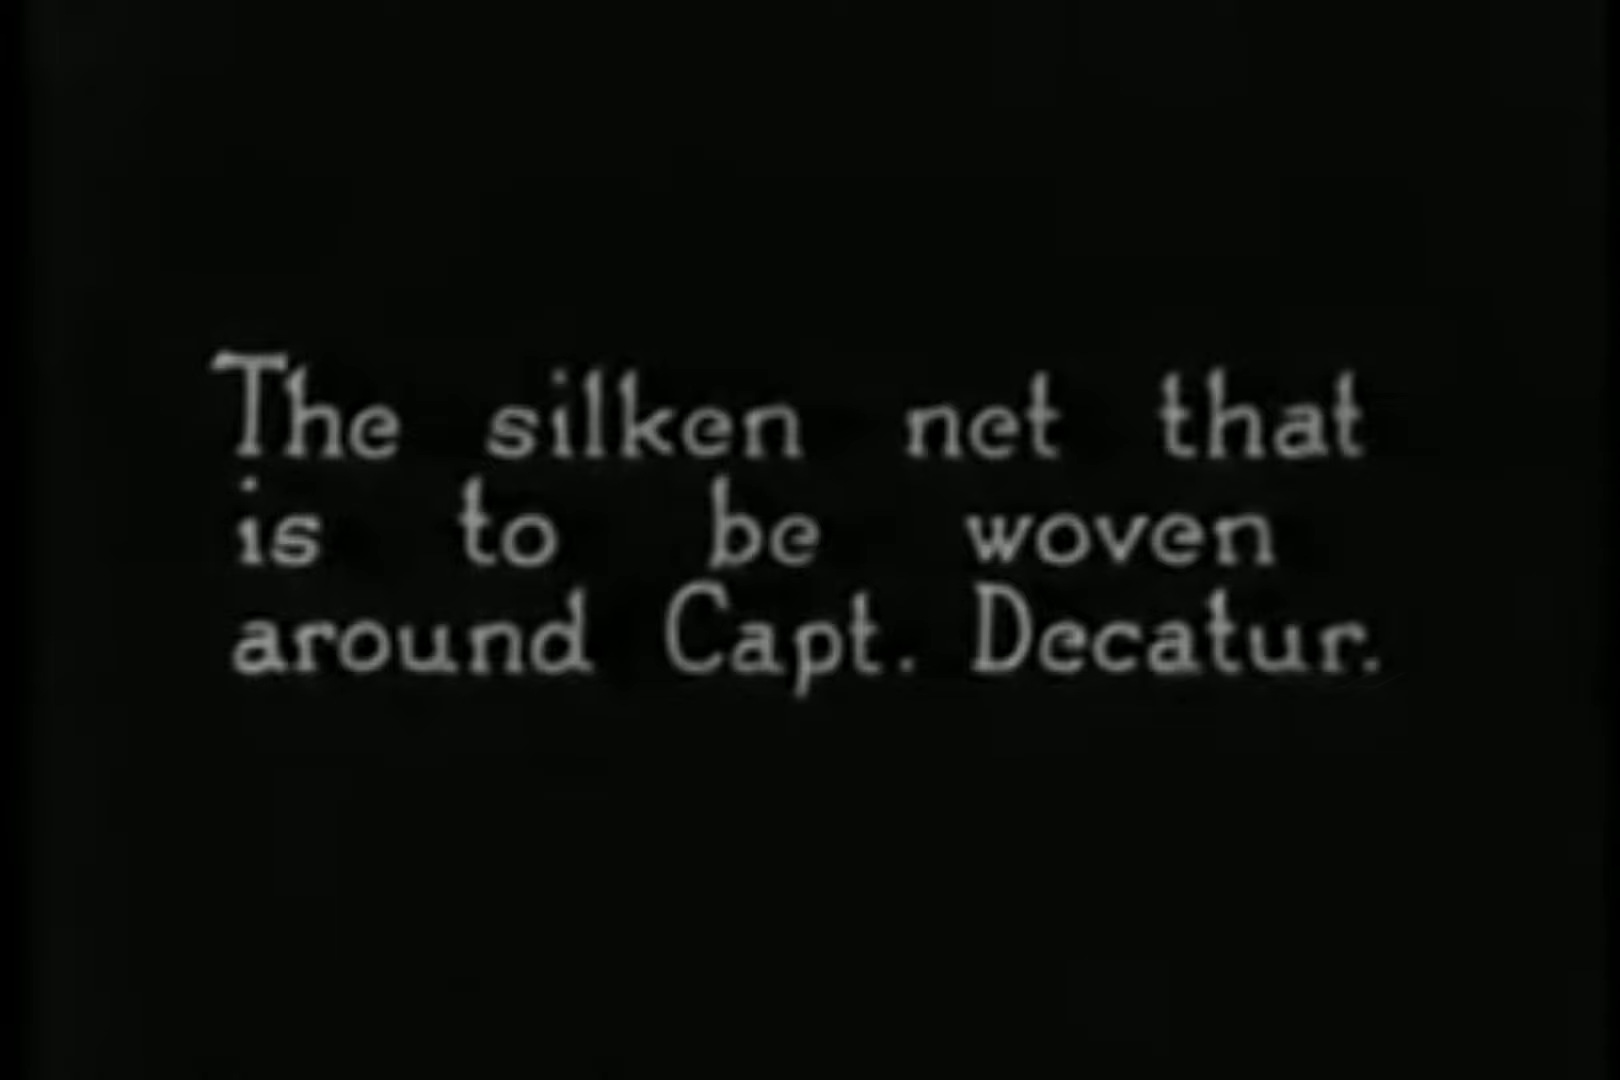 The silken net that
is to be woven
around Capt. Decatur.